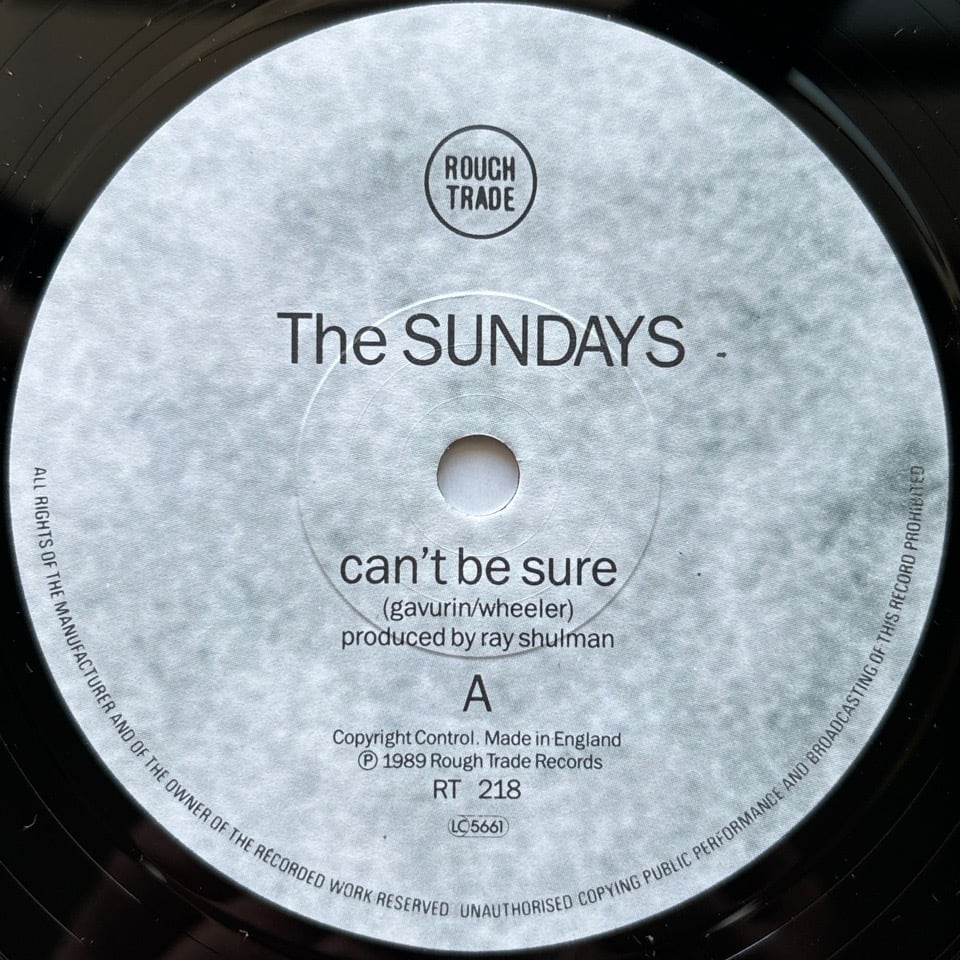 ROUGH
TRADE
The SUNDAYS
can't be sure
(gavurin/wheeler)
produced by ray shulman
A
Copyright Control. Made in England
Ⓟ 1989 Rough Trade Records
RT 218
LC 5661
ALL RIGHTS OF THE MANUFACTURER AND OF THE OWNER OF THE RECORDED WORK RESERVED UNAUTHORISED COPYING PUBLIC PERFORMANCE AND BROADCASTING OF THIS RECORD PROHIBITED